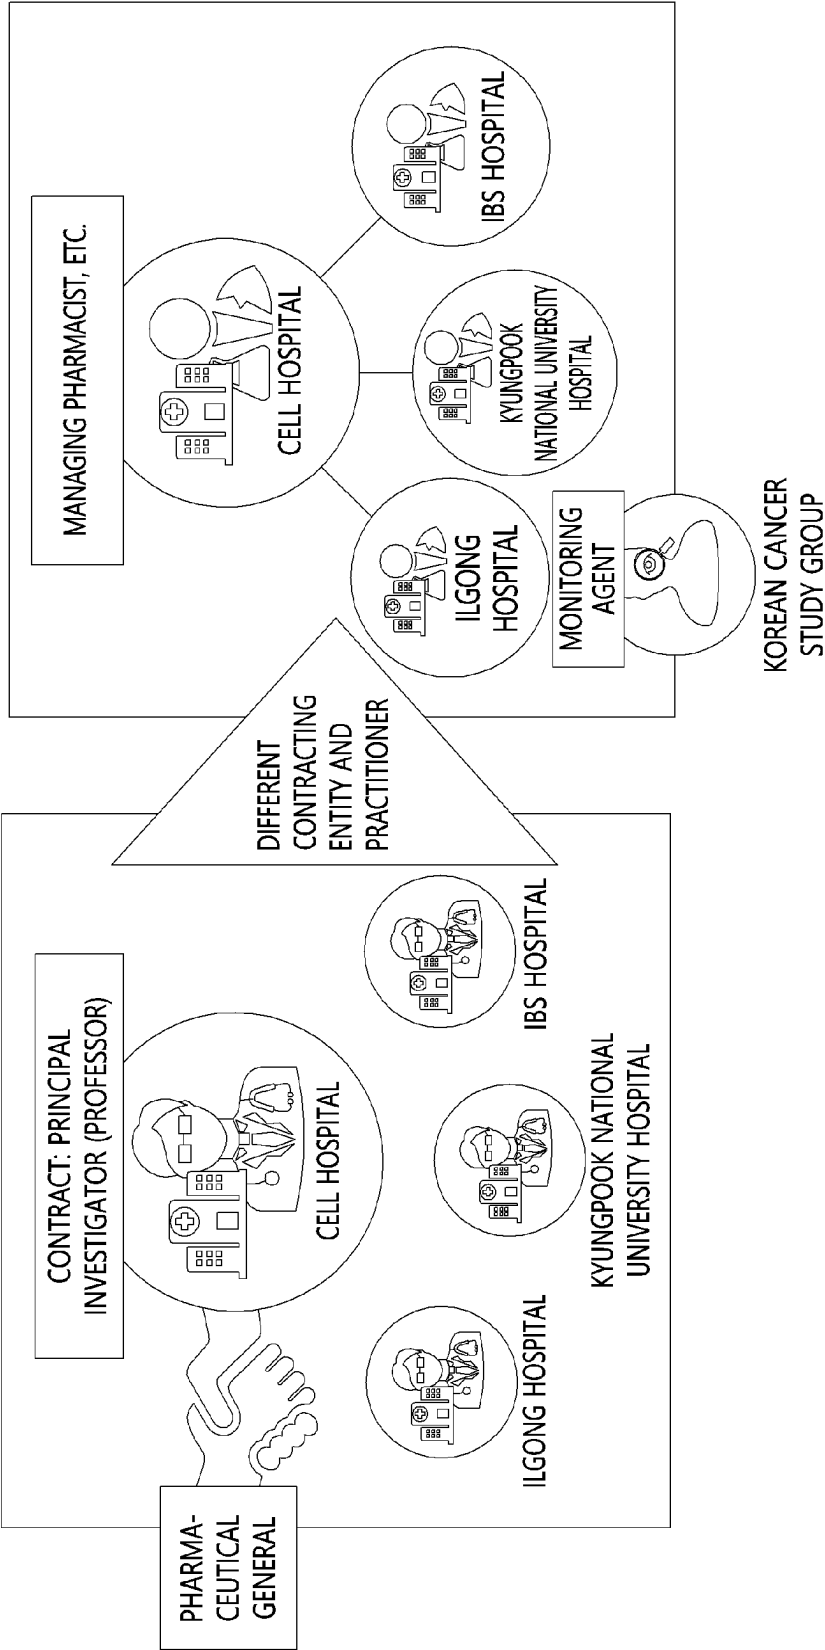 PHARMA-
CEUTICAL
GENERAL
CONTRACT: PRINCIPAL
INVESTIGATOR (PROFESSOR)
CELL HOSPITAL
ILGONG HOSPITAL
KYUNGPOOK NATIONAL
UNIVERSITY HOSPITAL
IBS HOSPITAL
DIFFERENT
CONTRACTING
ENTITY AND
PRACTITIONER
MANAGING PHARMACIST, ETC.
CELL HOSPITAL
ILGONG
HOSPITAL
KYUNGPOOK
NATIONAL UNIVERSITY
HOSPITAL
IBS HOSPITAL
MONITORING
AGENT
KOREAN CANCER
STUDY GROUP